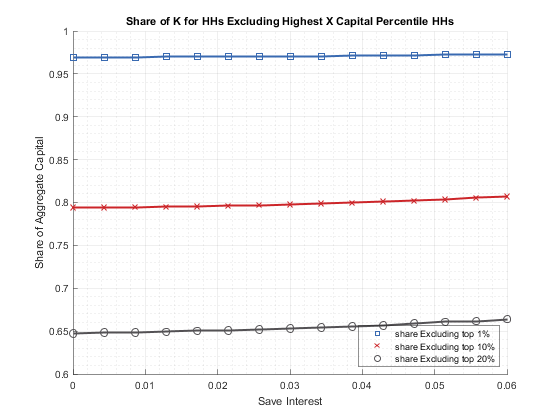 Share of K for HHs Excluding Highest X Capital Percentile HHs
1
0.95
0.9
0.85
0.8
0.75
0.7
0.65
0.6
Share of Aggregate Capital
0 0.01 0.02 0.03 0.04 0.05 0.06
Save Interest
share Excluding top 1%
share Excluding top 10%
share Excluding top 20%